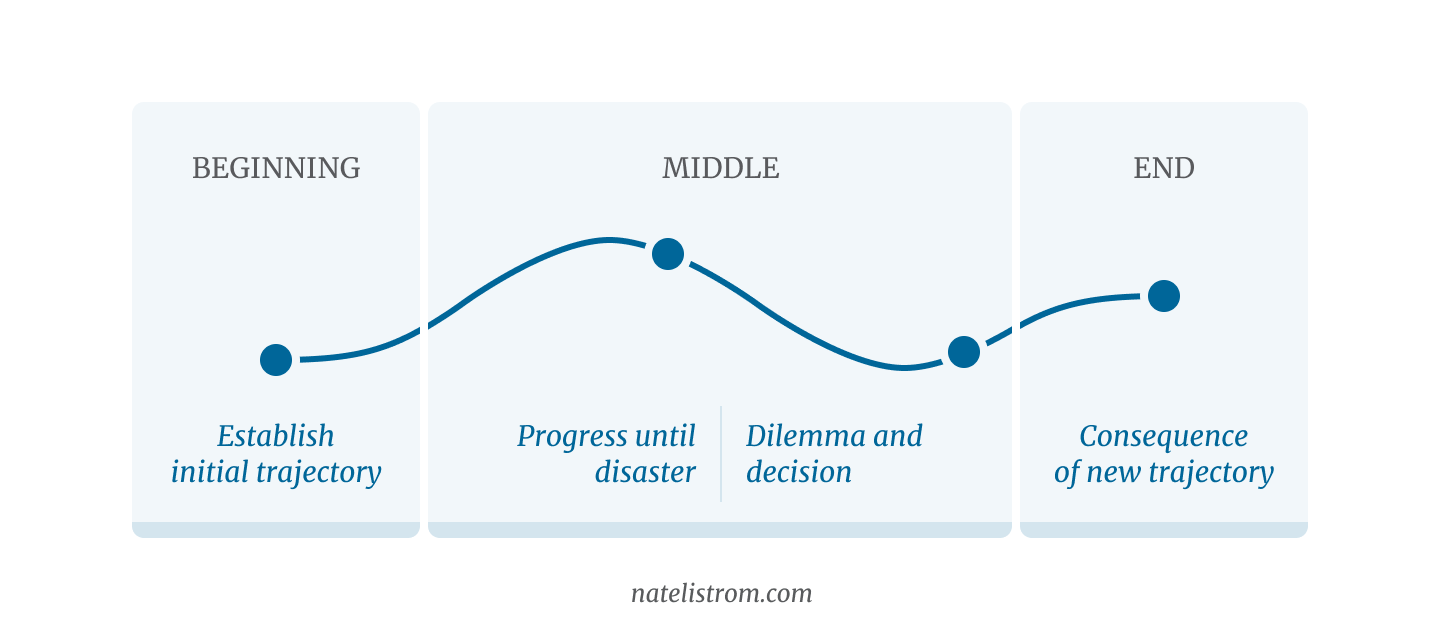 BEGINNING
MIDDLE
END
Establish
initial trajectory
Progress until
disaster
Dilemma and
decision
Consequence
of new trajectory
natelistrom.com